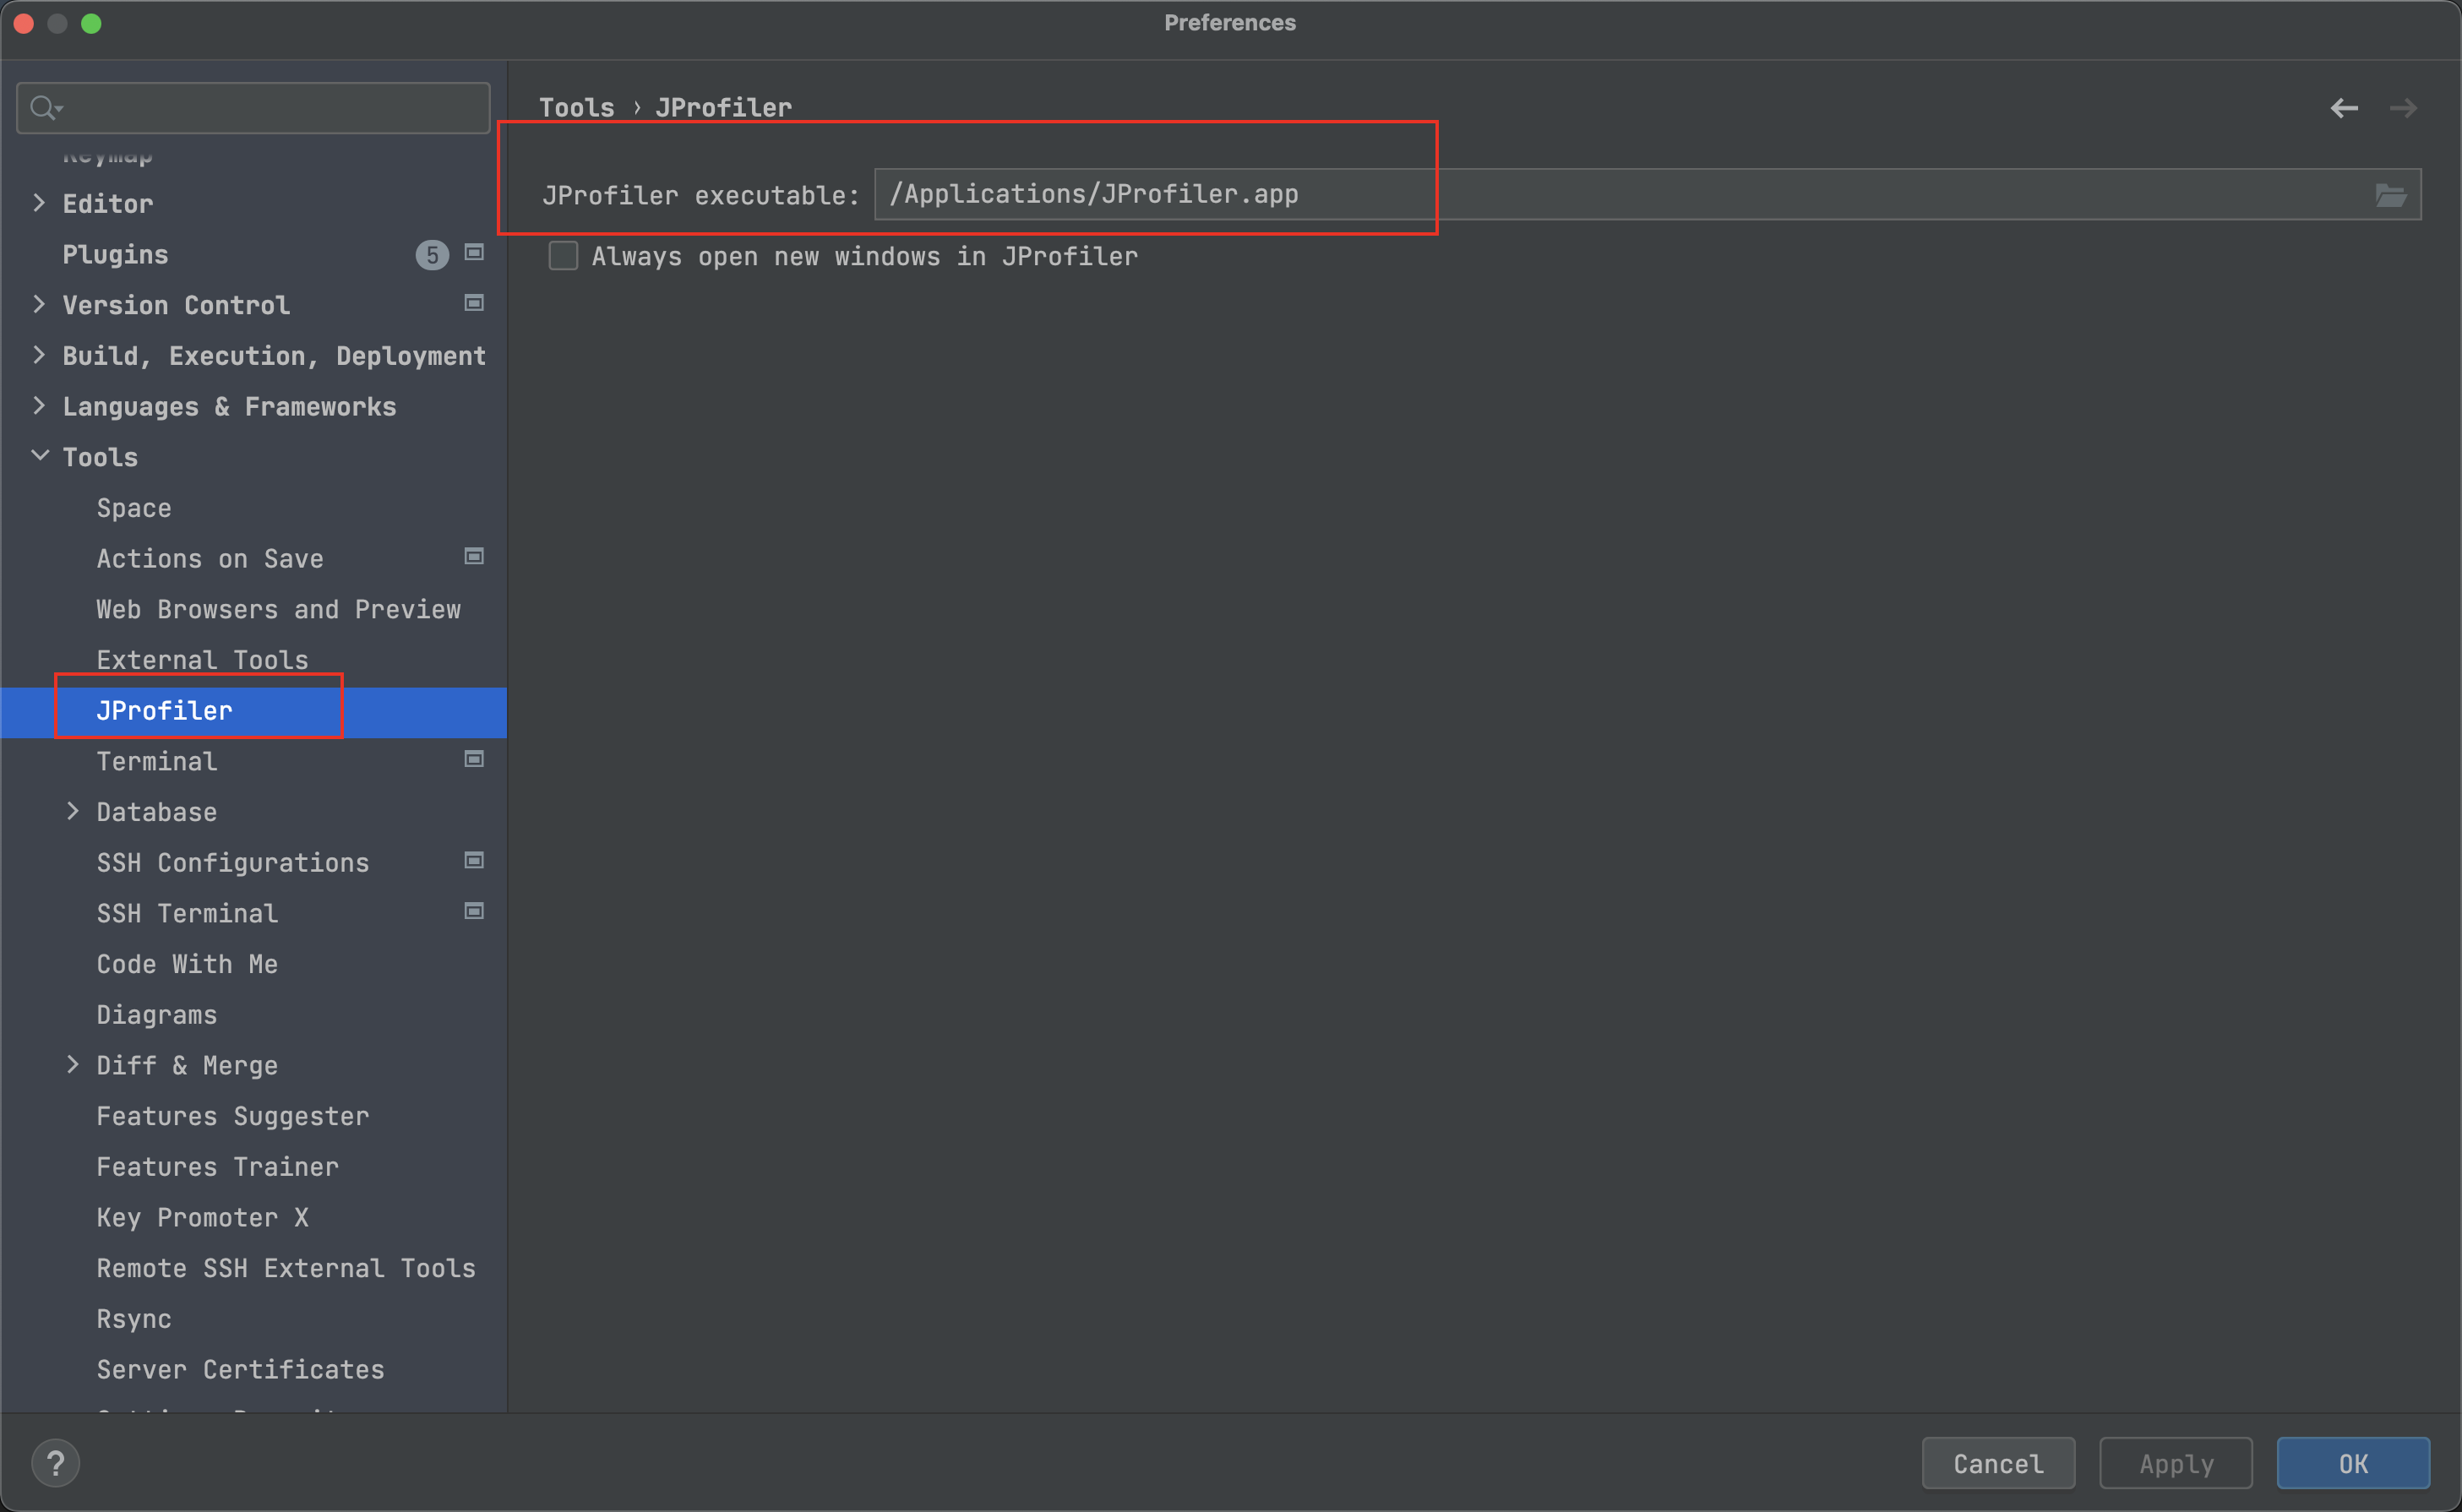 Preferences
Tools › JProfiler
JProfiler executable: /Applications/JProfiler.app
Always open new windows in JProfiler
Keymap
Editor
Plugins 5
Version Control
Build, Execution, Deployment
Languages & Frameworks
Tools
Space
Actions on Save
Web Browsers and Preview
External Tools
JProfiler
Terminal
Database
SSH Configurations
SSH Terminal
Code With Me
Diagrams
Diff & Merge
Features Suggester
Features Trainer
Key Promoter X
Remote SSH External Tools
Rsync
Server Certificates
?
Cancel
Apply
OK